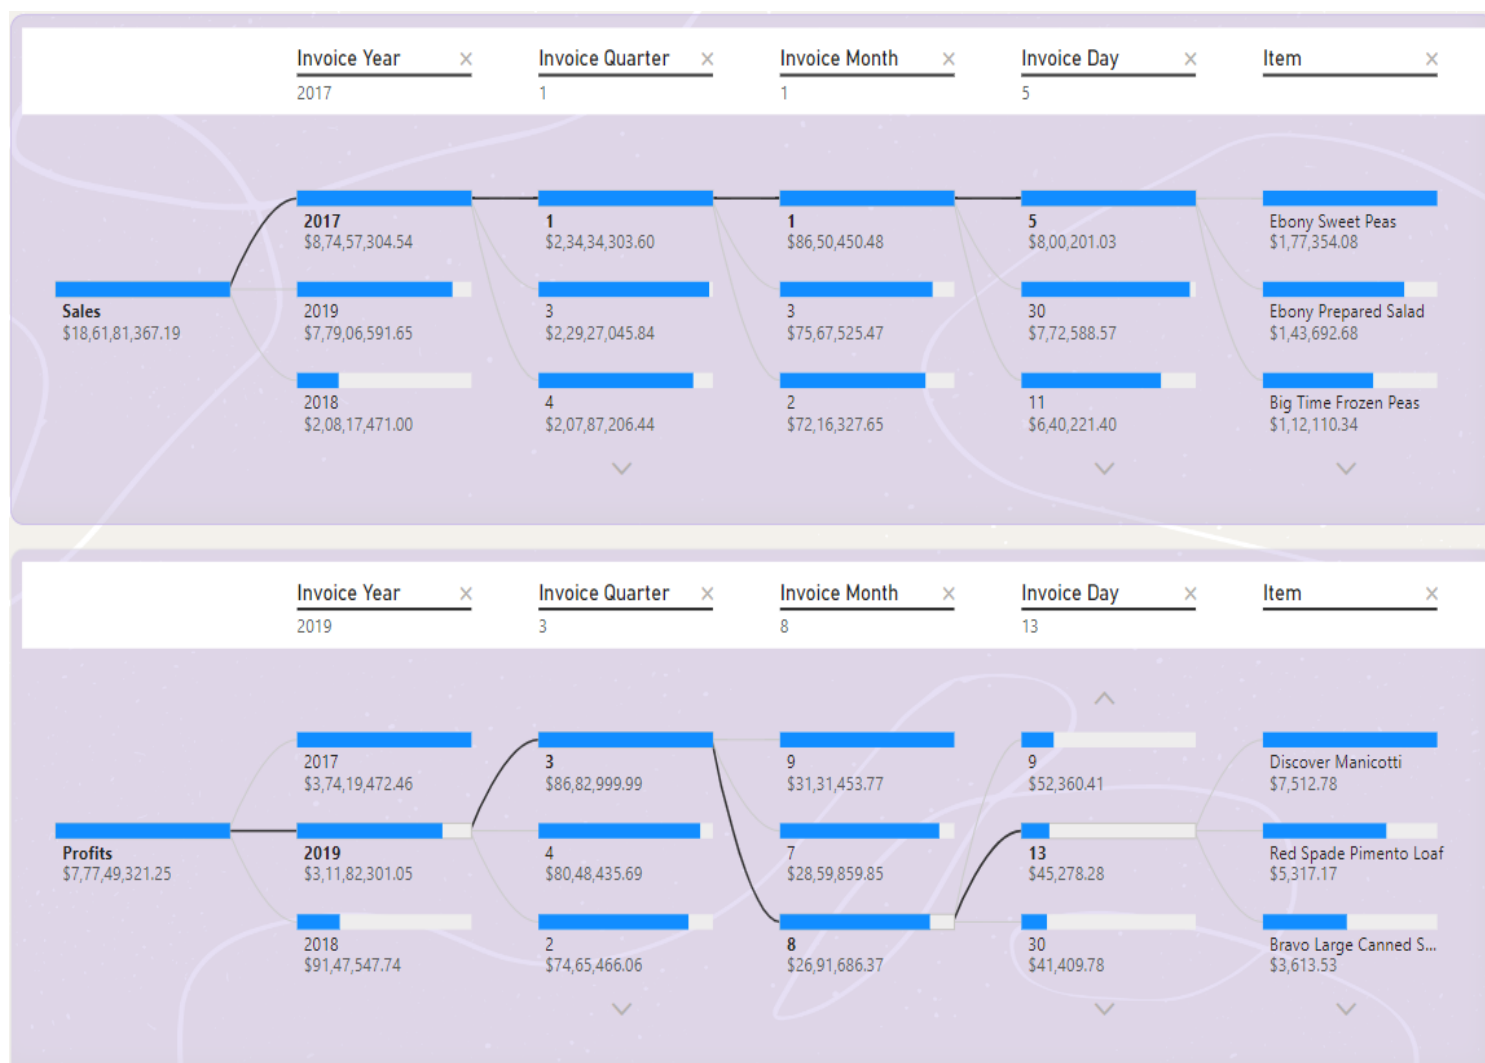 Invoice Year × Invoice Quarter × Invoice Month × Invoice Day × Item ×
2017 1 1 5
2017 1 1 5 Ebony Sweet Peas
$8,74,57,304.54 $2,34,34,303.60 $86,50,450.48 $8,00,201.03 $1,77,354.08
Sales 2019 3 3 30 Ebony Prepared Salad
$18,61,81,367.19 $7,79,06,591.65 $2,29,27,045.84 $75,67,525.47 $7,72,588.57 $1,43,692.68
2018 4 2 11 Big Time Frozen Peas
$2,08,17,471.00 $2,07,87,206.44 $72,16,327.65 $6,40,221.40 $1,12,110.34
Invoice Year × Invoice Quarter × Invoice Month × Invoice Day × Item ×
2019 3 8 13
2017 3 9 9 Discover Manicotti
$3,74,19,472.46 $86,82,999.99 $31,31,453.77 $52,360.41 $7,512.78
Profits 2019 4 7 13 Red Spade Pimento Loaf
$7,77,49,321.25 $3,11,82,301.05 $80,48,435.69 $28,59,859.85 $45,278.28 $5,317.17
2018 2 8 30 Bravo Large Canned S...
$91,47,547.74 $74,65,466.06 $26,91,686.37 $41,409.78 $3,613.53